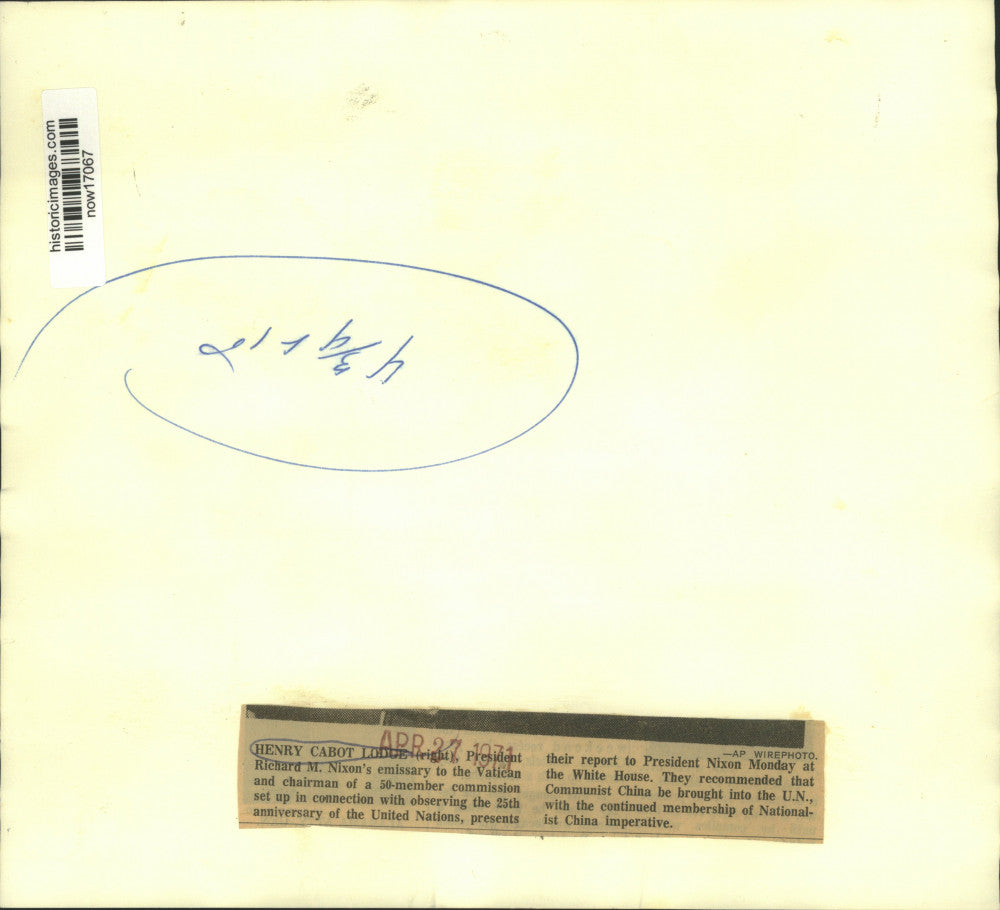 historicimages.com
now17067
4 3/4 x 10
APR 27 1971
—AP WIREPHOTO.
HENRY CABOT LODGE (right), President
Richard M. Nixon's emissary to the Vatican
and chairman of a 50-member commission
set up in connection with observing the 25th
anniversary of the United Nations, presents
their report to President Nixon Monday at
the White House. They recommended that
Communist China be brought into the U.N.,
with the continued membership of National-
ist China imperative.